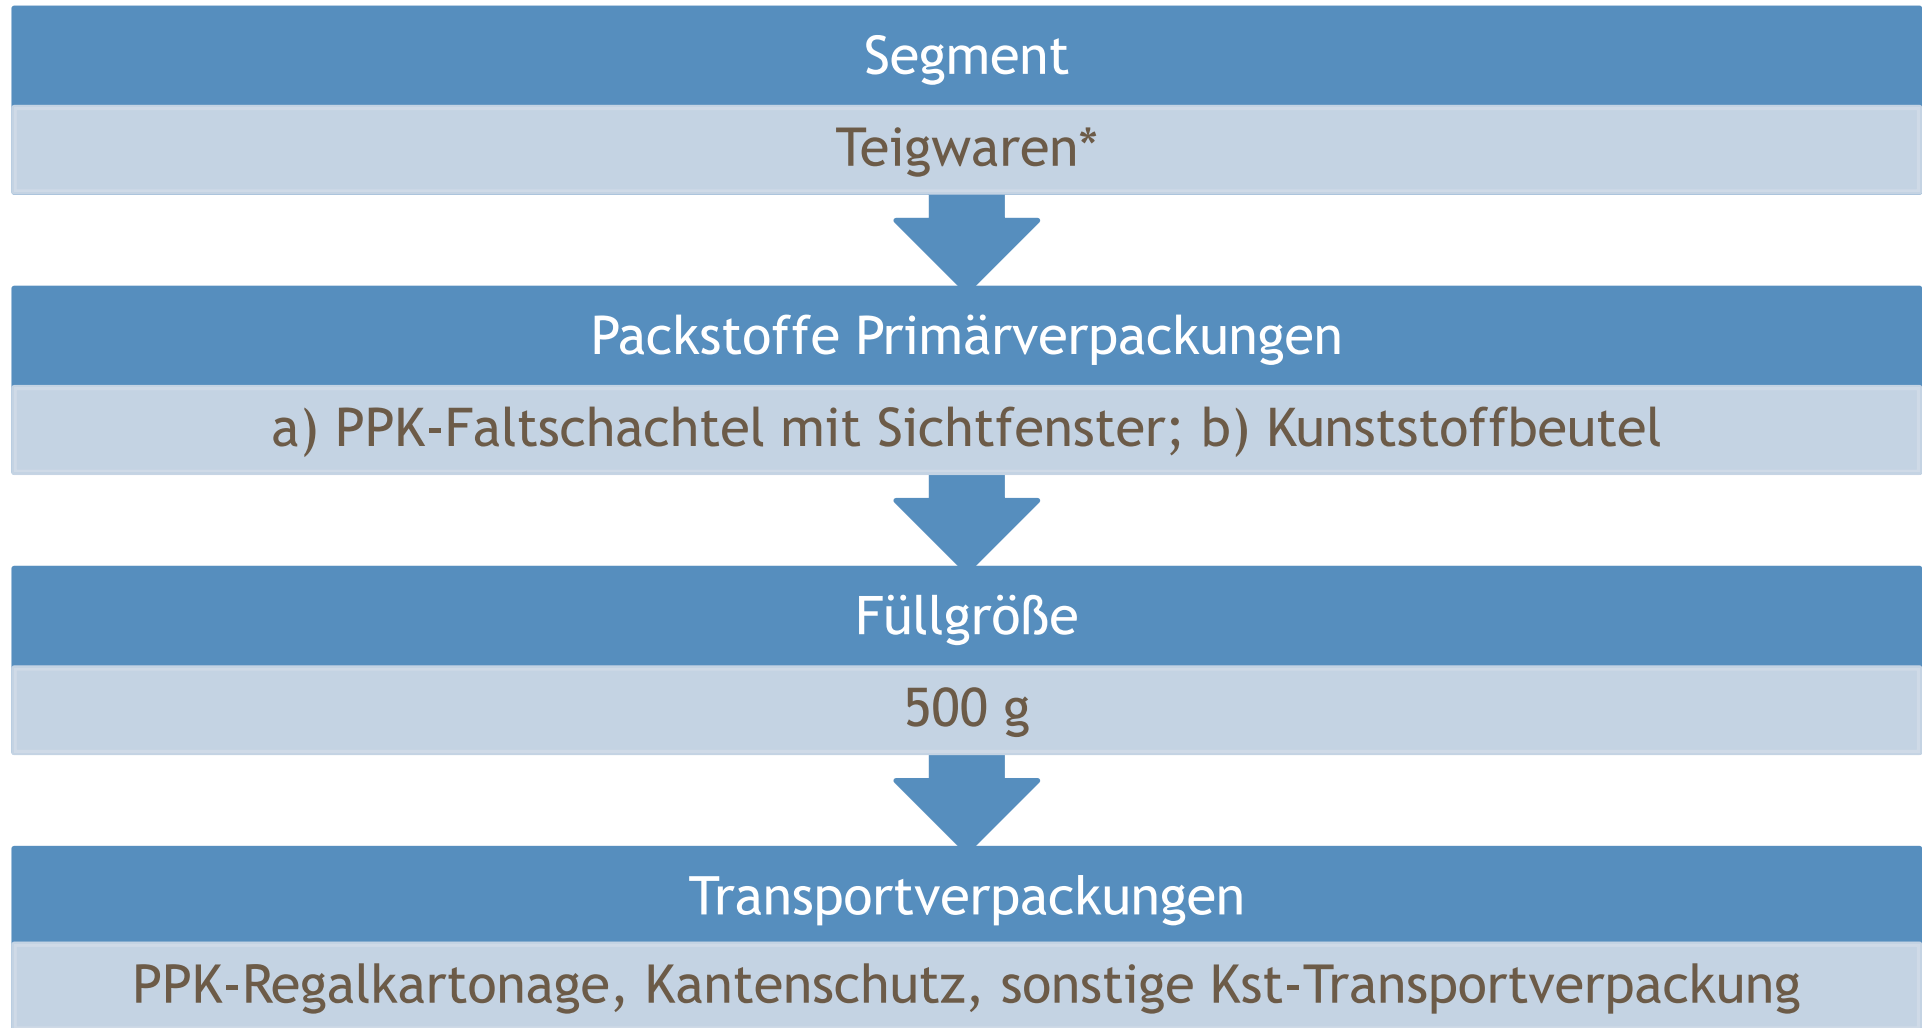 Segment
Teigwaren*
Packstoffe Primärverpackungen
a) PPK-Faltschachtel mit Sichtfenster; b) Kunststoffbeutel
Füllgröße
500 g
Transportverpackungen
PPK-Regalkartonage, Kantenschutz, sonstige Kst-Transportverpackung